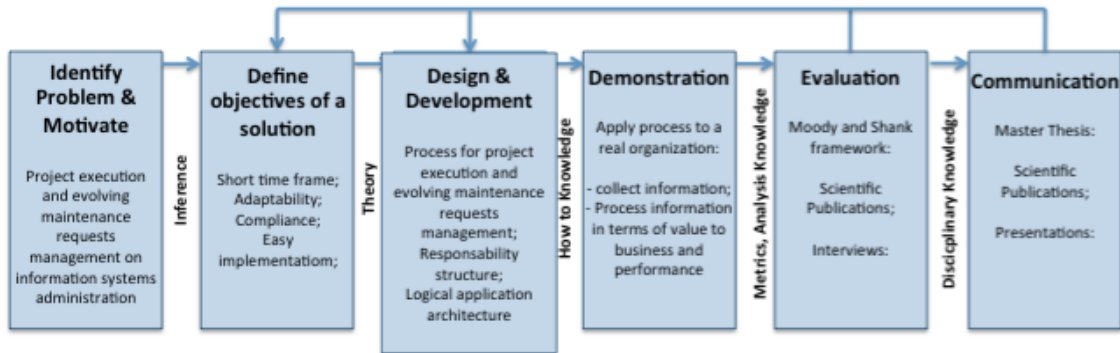 Identify
Problem &
Motivate
Project execution
and evolving
maintenance
requests
management on
information systems
administration
Inference
Define
objectives of a
solution
Short time frame;
Adaptability;
Compliance;
Easy
implementatiom;
Theory
Design &
Development
Process for project
execution and
evolving maintenance
requests
management;
Responsability
structure;
Logical application
architecture
How to Knowledge
Demonstration
Apply process to a
real organization:
- collect information;
- Process information
in terms of value to
business and
performance
Metrics, Analysis Knowledge
Evaluation
Moody and Shank
framework:
Scientific
Publications;
Interviews:
Discicplinary Knowledge
Communication
Master Thesis:
Scientific
Publications;
Presentations: